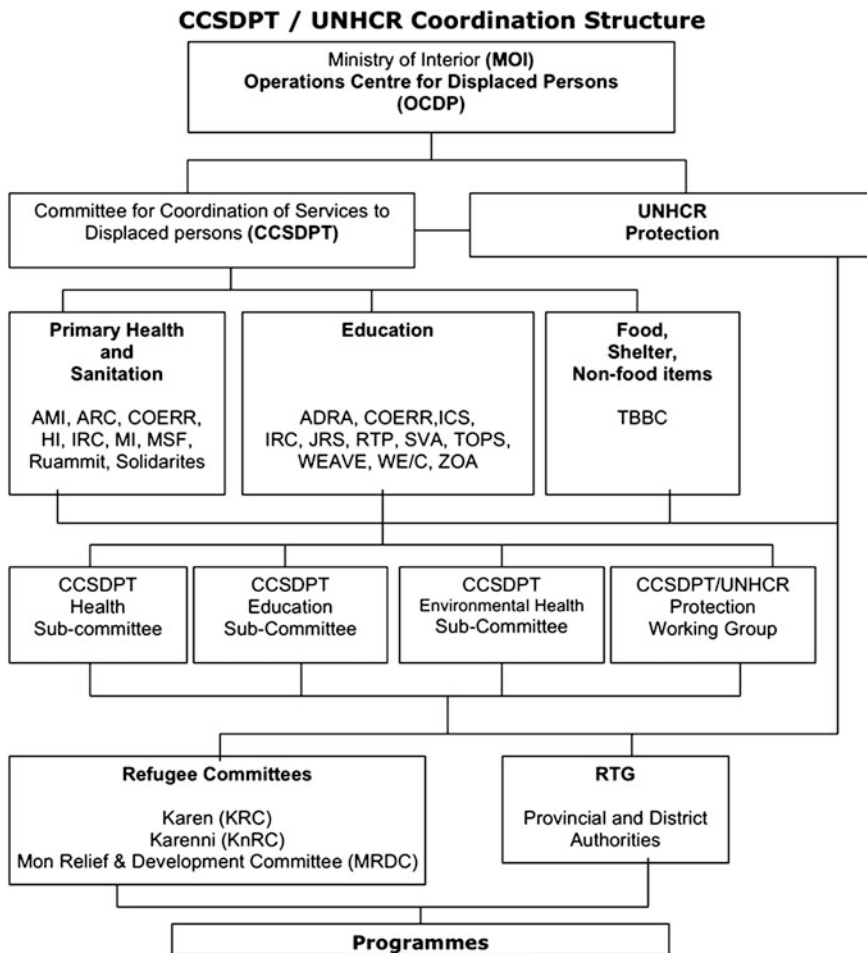 CCSDPT / UNHCR Coordination Structure
Ministry of Interior (MOI)
Operations Centre for Displaced Persons
(OCDP)
Committee for Coordination of Services to
Displaced persons (CCSDPT)
UNHCR
Protection
Primary Health
and
Sanitation
AMI, ARC, COERR,
HI, IRC, MI, MSF,
Ruammit, Solidarites
Education
ADRA, COERR,ICS,
IRC, JRS, RTP, SVA, TOPS,
WEAVE, WE/C, ZOA
Food,
Shelter,
Non-food items
TBBC
CCSDPT
Health
Sub-committee
CCSDPT
Education
Sub-Committee
CCSDPT
Environmental Health
Sub-Committee
CCSDPT/UNHCR
Protection
Working Group
Refugee Committees
Karen (KRC)
Karenni (KnRC)
Mon Relief & Development Committee (MRDC)
RTG
Provincial and District
Authorities
Programmes